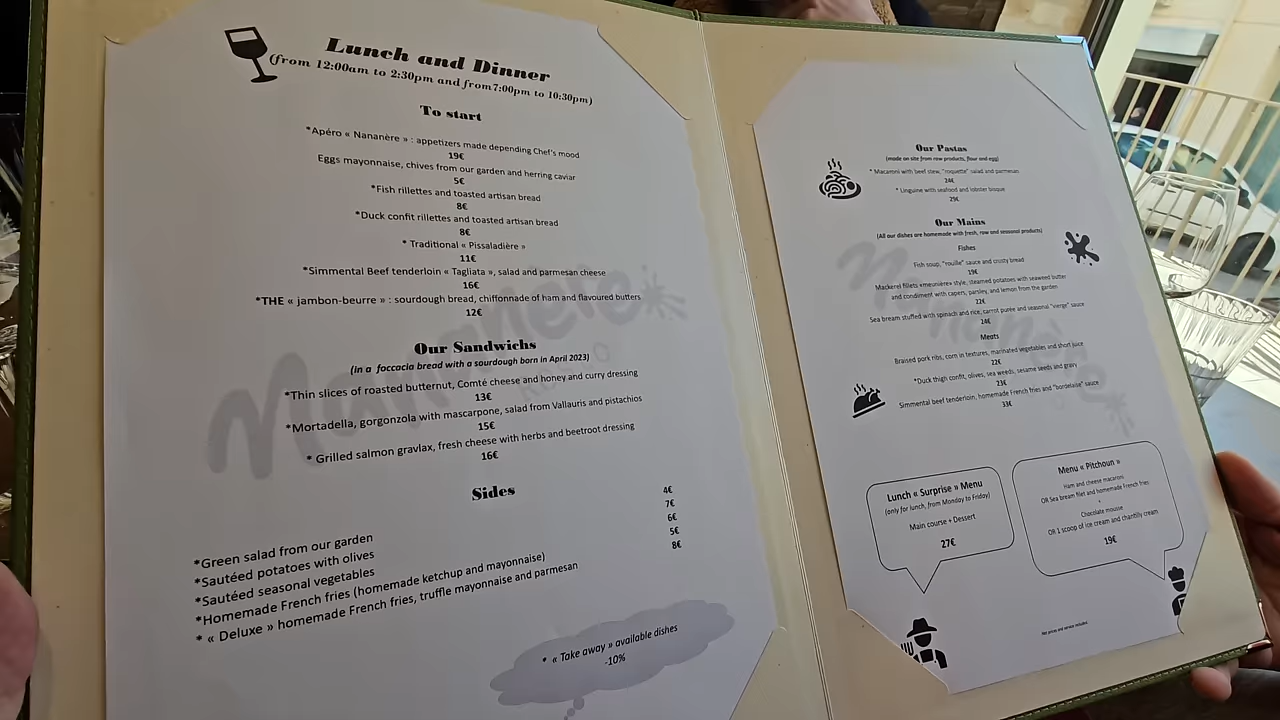 Lunch and Dinner
(from 12:00am to 2:30pm and from7:00pm to 10:30pm)
To start
*Apéro « Nananère » : appetizers made depending Chef's mood
19€
Eggs mayonnaise, chives from our garden and herring caviar
5€
*Fish rillettes and toasted artisan bread
8€
*Duck confit rillettes and toasted artisan bread
8€
* Traditional « Pissaladière »
11€
*Simmental Beef tenderloin « Tagliata », salad and parmesan cheese
16€
*THE « jambon-beurre » : sourdough bread, chiffonnade of ham and flavoured butters
12€
Our Sandwichs
(in a foccacia bread with a sourdough born in April 2023)
*Thin slices of roasted butternut, Comté cheese and honey and curry dressing
13€
*Mortadella, gorgonzola with mascarpone, salad from Vallauris and pistachios
15€
* Grilled salmon gravlax, fresh cheese with herbs and beetroot dressing
16€
Sides
*Green salad from our garden 4€
*Sautéed potatoes with olives 7€
*Sautéed seasonal vegetables 6€
*Homemade French fries (homemade ketchup and mayonnaise) 5€
* « Deluxe » homemade French fries, truffle mayonnaise and parmesan 8€
* « Take away » available dishes
-10%
Nananère
Our Pastas
(made on site from raw products, flour and egg)
* Macaroni with beef stew, "roquette" salad and parmesan
24€
* Linguine with seafood and lobster bisque
29€
Our Mains
(All our dishes are homemade with fresh, raw and seasonal products)
Fishes
Fish soup, "rouille" sauce and crusty bread
19€
Mackerel fillets «meunière» style, steamed potatoes with seaweed butter
and condiment with capers, parsley, and lemon from the garden
22€
Sea bream stuffed with spinach and rice, carrot purée and seasonal "vierge" sauce
24€
Meats
Braised pork ribs, corn in textures, marinated vegetables and short juice
22€
*Duck thigh confit, olives, sea weeds, sesame seeds and gravy
23€
Simmental beef tenderloin, homemade French fries and "bordelaise" sauce
33€
Lunch « Surprise » Menu
(only for lunch, from Monday to Friday)
Main course + Dessert
27€
Menu « Pitchoun »
Ham and cheese macaroni
OR Sea bream filet and homemade French fries
+
Chocolate mousse
OR 1 scoop of ice cream and chantilly cream
19€
Net prices and service included.
Nananère